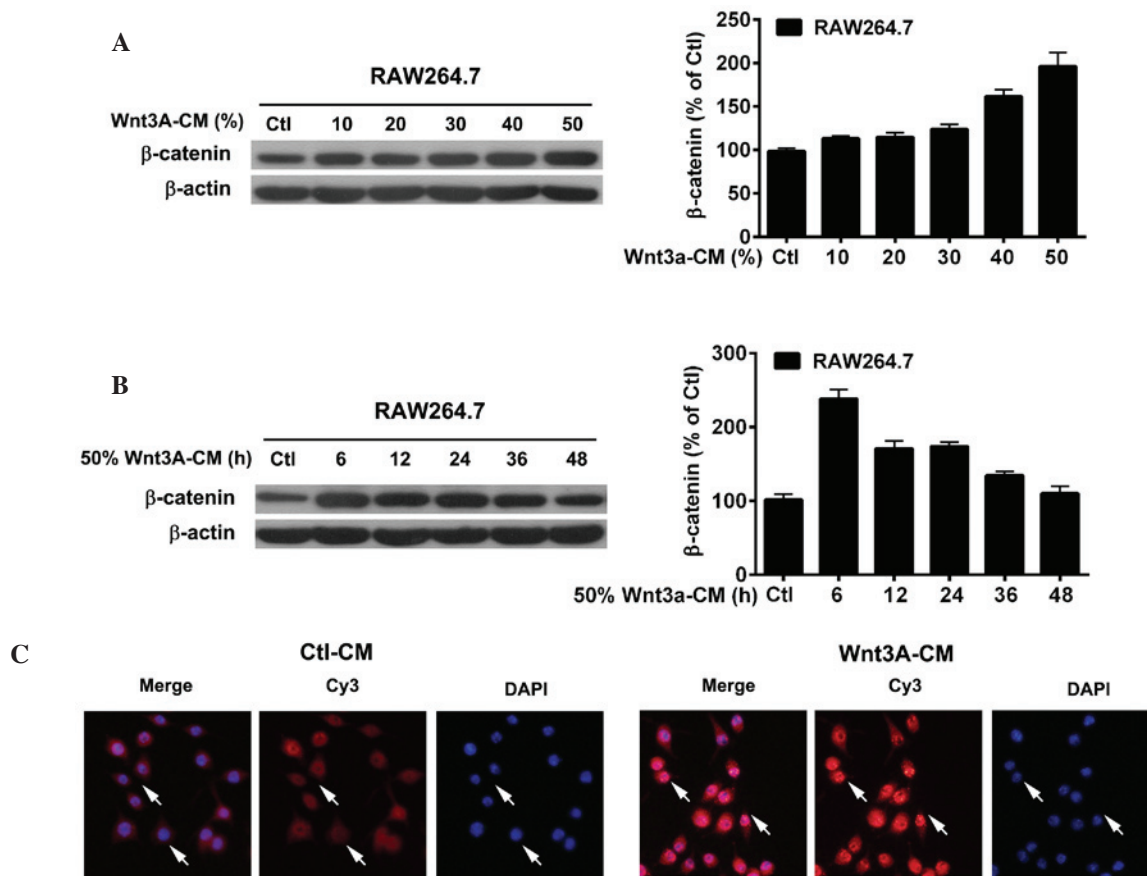 A
RAW264.7
Wnt3A-CM (%) Ctl 10 20 30 40 50
β-catenin
β-actin
RAW264.7
β-catenin (% of Ctl)
250
200
150
100
50
0
Wnt3a-CM (%) Ctl 10 20 30 40 50
B
RAW264.7
50% Wnt3A-CM (h) Ctl 6 12 24 36 48
β-catenin
β-actin
RAW264.7
β-catenin (% of Ctl)
300
200
100
0
50% Wnt3a-CM (h) Ctl 6 12 24 36 48
C
Ctl-CM
Merge Cy3 DAPI
Wnt3A-CM
Merge Cy3 DAPI